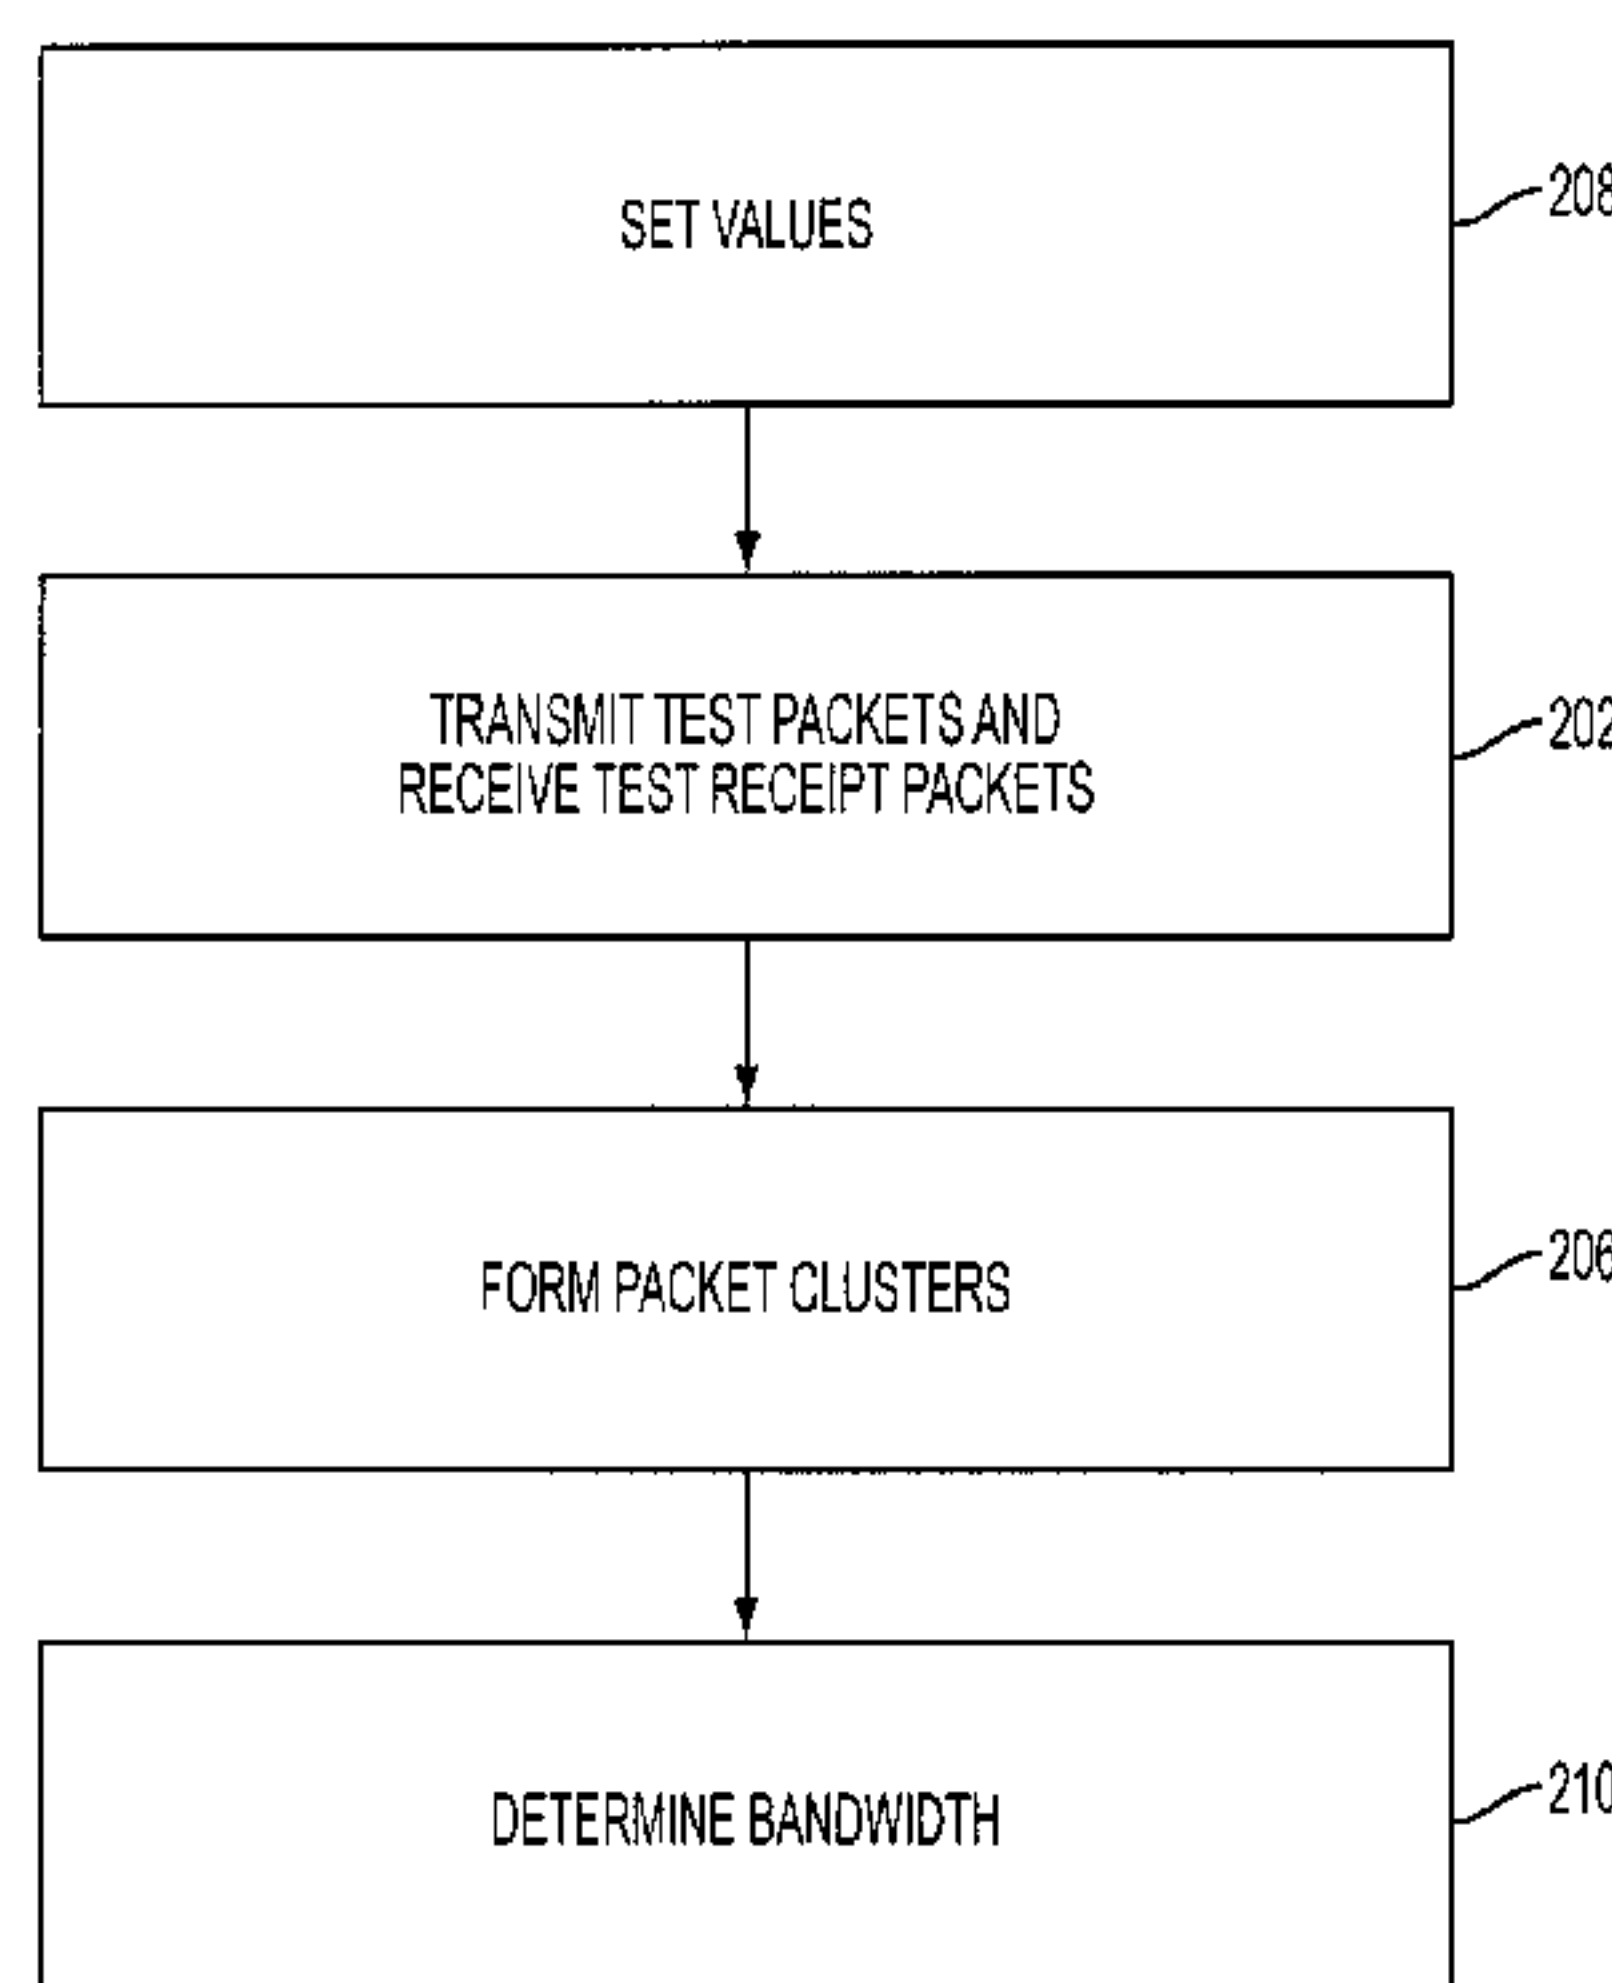 SET VALUES
208
TRANSMIT TEST PACKETS AND
RECEIVE TEST RECEIPT PACKETS
202
FORM PACKET CLUSTERS
206
DETERMINE BANDWIDTH
210